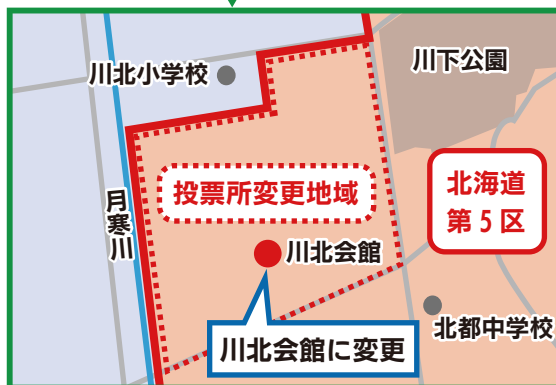 川北小学校
川下公園
投票所変更地域
北海道
第5区
月寒川
川北会館
北都中学校
川北会館に変更